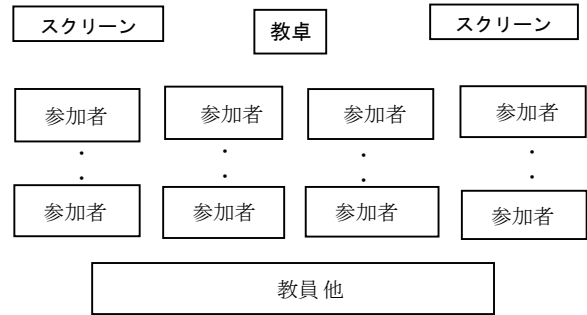 スクリーン 教卓 スクリーン
参加者 参加者 参加者 参加者
・ ・ ・ ・
・ ・ ・ ・
参加者 参加者 参加者 参加者
教員 他